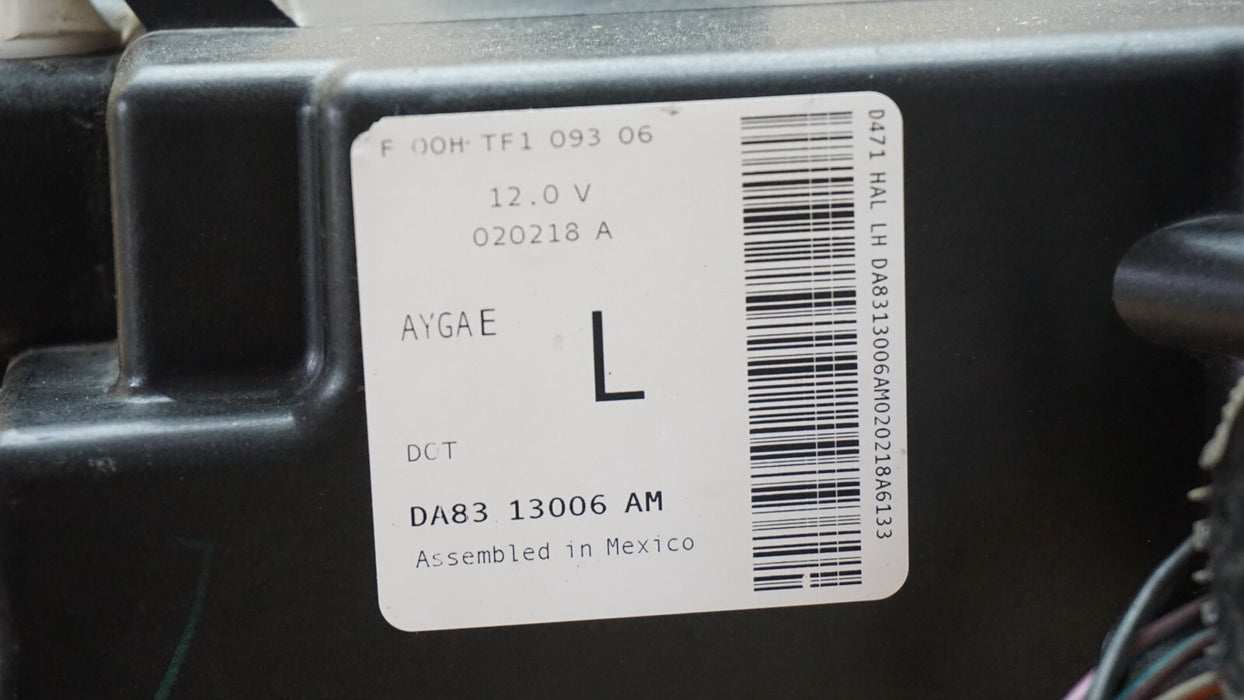 F 00H TF1 093 06
12.0 V
020218 A
AYGAE
L
DOT
DA83 13006 AM
Assembled in Mexico
D471 HAL LH DA8313006AM020218A6133